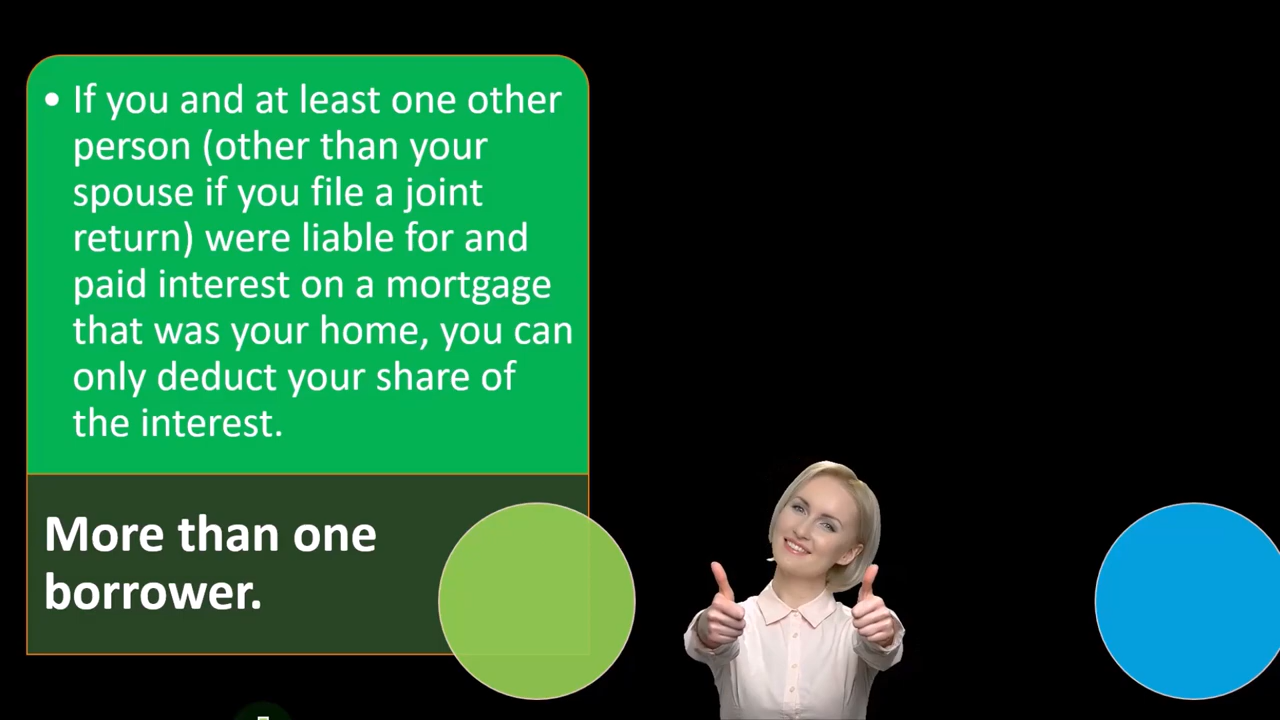 • If you and at least one other
person (other than your
spouse if you file a joint
return) were liable for and
paid interest on a mortgage
that was your home, you can
only deduct your share of
the interest.
More than one
borrower.